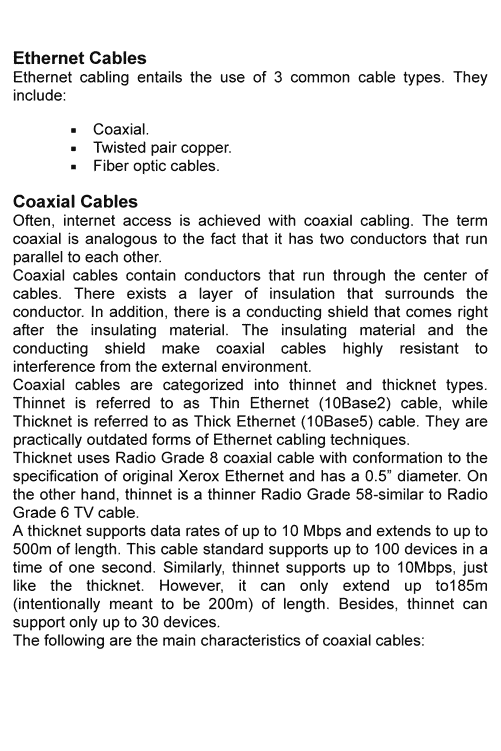 Ethernet Cables
Ethernet cabling entails the use of 3 common cable types. They
include:
▪ Coaxial.
▪ Twisted pair copper.
▪ Fiber optic cables.
Coaxial Cables
Often, internet access is achieved with coaxial cabling. The term
coaxial is analogous to the fact that it has two conductors that run
parallel to each other.
Coaxial cables contain conductors that run through the center of
cables. There exists a layer of insulation that surrounds the
conductor. In addition, there is a conducting shield that comes right
after the insulating material. The insulating material and the
conducting shield make coaxial cables highly resistant to
interference from the external environment.
Coaxial cables are categorized into thinnet and thicknet types.
Thinnet is referred to as Thin Ethernet (10Base2) cable, while
Thicknet is referred to as Thick Ethernet (10Base5) cable. They are
practically outdated forms of Ethernet cabling techniques.
Thicknet uses Radio Grade 8 coaxial cable with conformation to the
specification of original Xerox Ethernet and has a 0.5” diameter. On
the other hand, thinnet is a thinner Radio Grade 58-similar to Radio
Grade 6 TV cable.
A thicknet supports data rates of up to 10 Mbps and extends to up to
500m of length. This cable standard supports up to 100 devices in a
time of one second. Similarly, thinnet supports up to 10Mbps, just
like the thicknet. However, it can only extend up to185m
(intentionally meant to be 200m) of length. Besides, thinnet can
support only up to 30 devices.
The following are the main characteristics of coaxial cables: